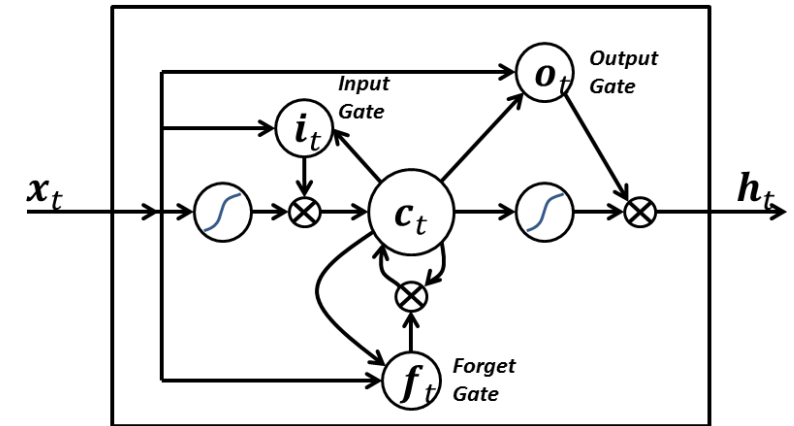 Output
Gate
o_t
Input
Gate
i_t
x_t
c_t
h_t
Forget
Gate
f_t